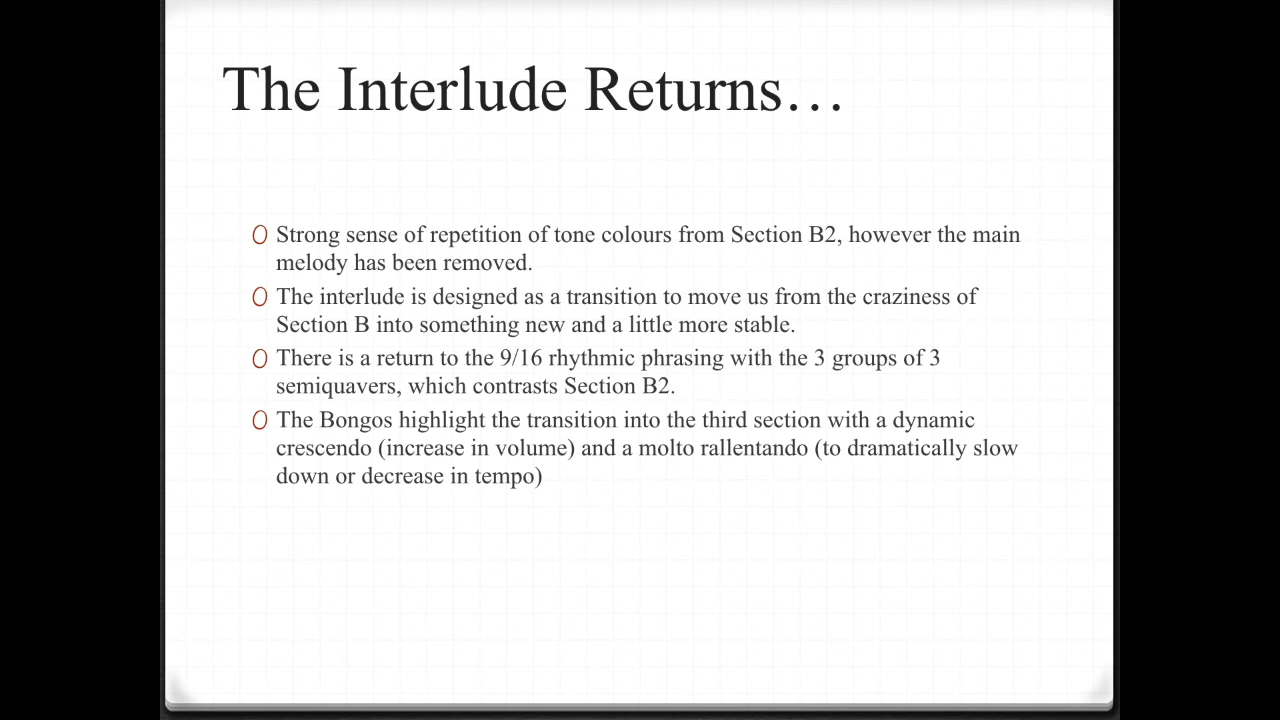 The Interlude Returns…
Strong sense of repetition of tone colours from Section B2, however the main
melody has been removed.
The interlude is designed as a transition to move us from the craziness of
Section B into something new and a little more stable.
There is a return to the 9/16 rhythmic phrasing with the 3 groups of 3
semiquavers, which contrasts Section B2.
The Bongos highlight the transition into the third section with a dynamic
crescendo (increase in volume) and a molto rallentando (to dramatically slow
down or decrease in tempo)